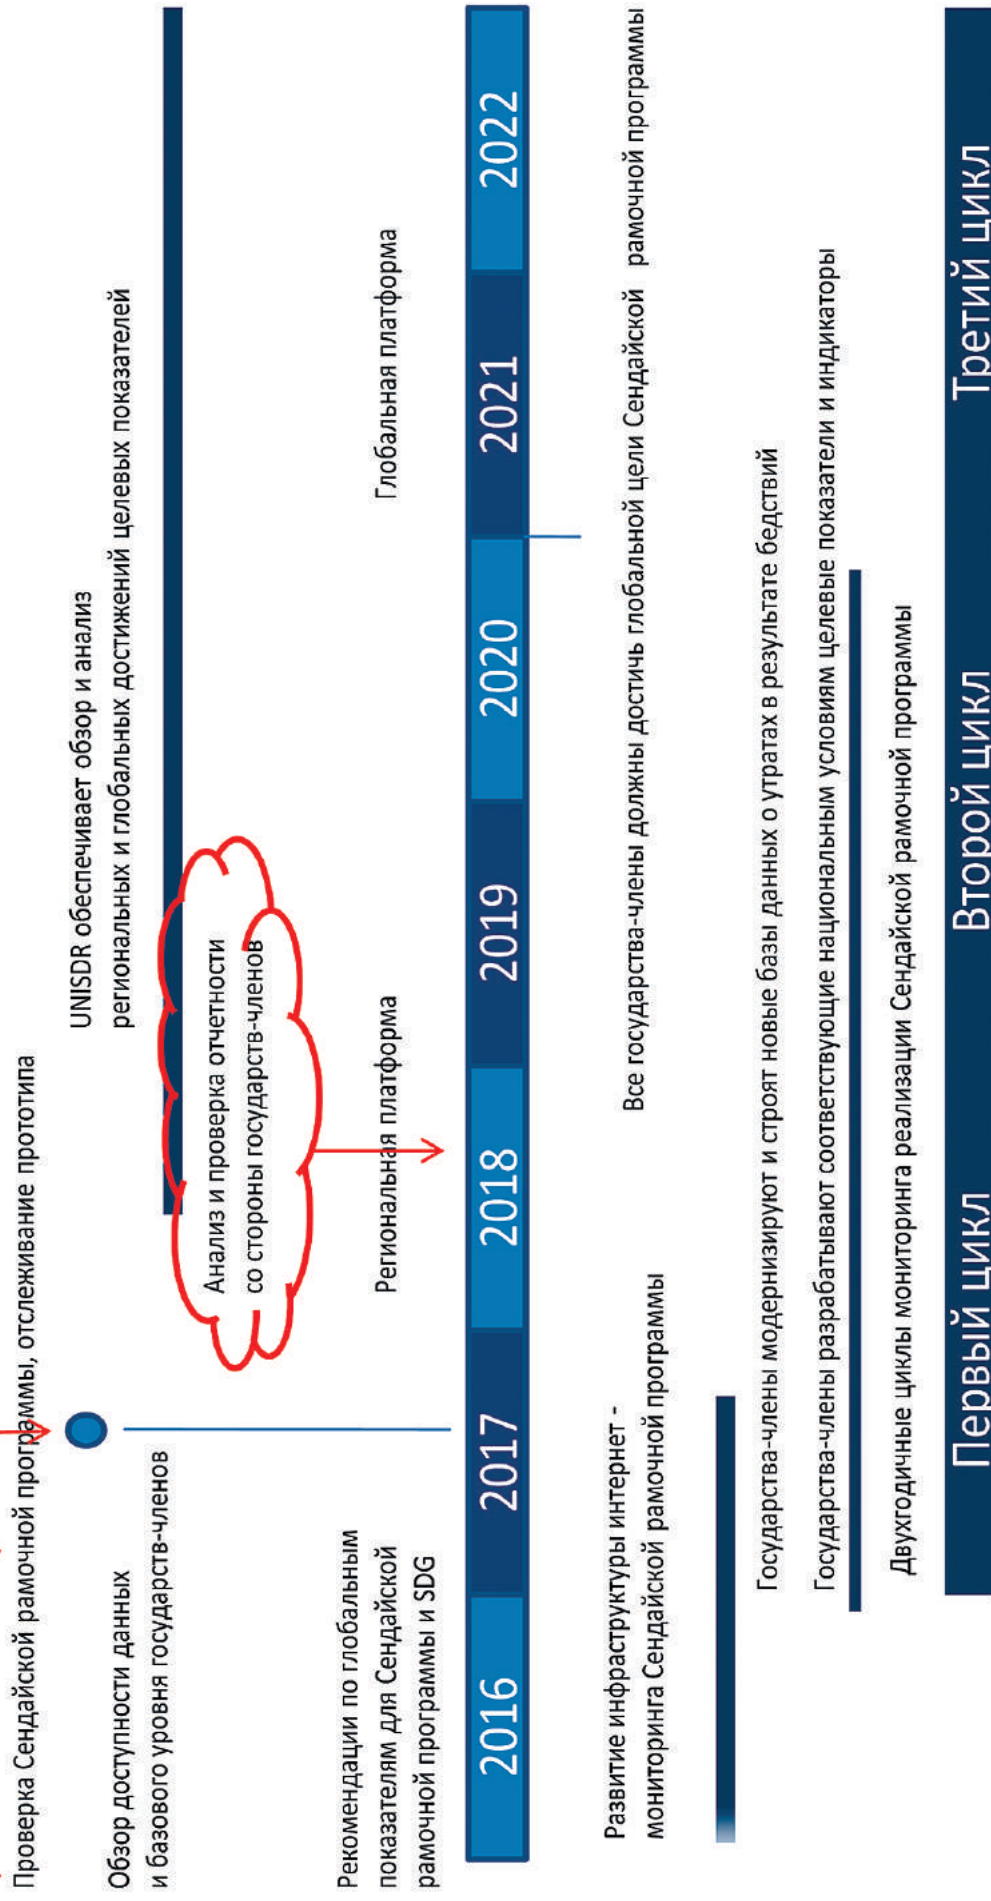 Проверка Сендайской рамочной программы, отслеживание прототипа
UNISDR обеспечивает обзор и анализ
региональных и глобальных достижений целевых показателей
Обзор доступности данных
и базового уровня государств-членов
Анализ и проверка отчетности
со стороны государств-членов
Рекомендации по глобальным
показателям для Сендайской
рамочной программы и SDG
Региональная платформа
Глобальная платформа
2016
2017
2018
2019
2020
2021
2022
Развитие инфраструктуры интернет -
мониторинга Сендайской рамочной программы
Все государства-члены должны достичь глобальной цели Сендайской рамочной программы
Государства-члены модернизируют и строят новые базы данных о утратах в результате бедствий
Государства-члены разрабатывают соответствующие национальным условиям целевые показатели и индикаторы
Двухгодичные циклы мониторинга реализации Сендайской рамочной программы
Первый цикл
Второй цикл
Третий цикл